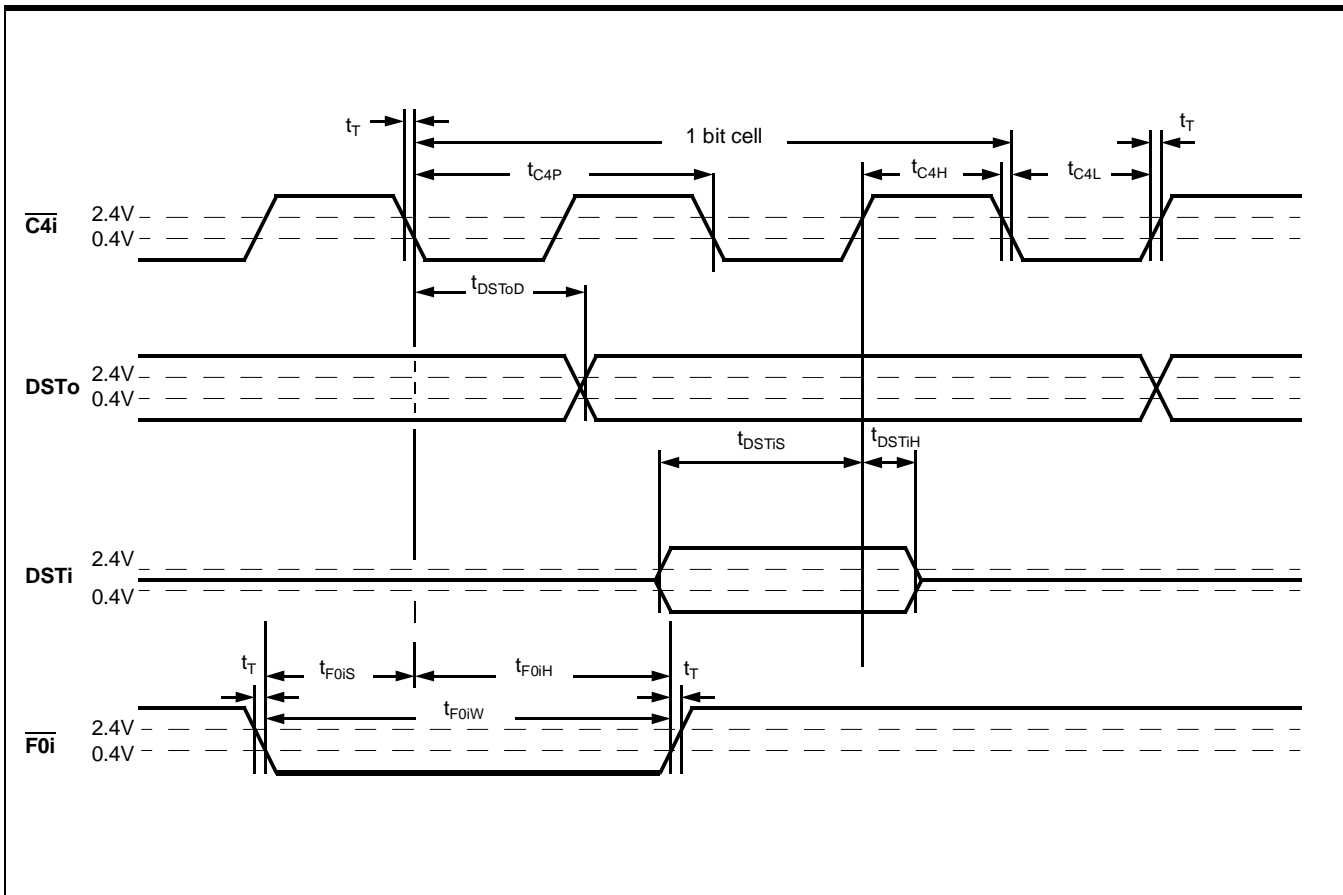 tT
1 bit cell
tT
tC4P
tC4H
tC4L
C4i
2.4V
0.4V
tDSToD
DSTo
2.4V
0.4V
tDSTiS
tDSTiH
DSTi
2.4V
0.4V
tT
tF0iS
tF0iH
tT
tF0iW
F0i
2.4V
0.4V